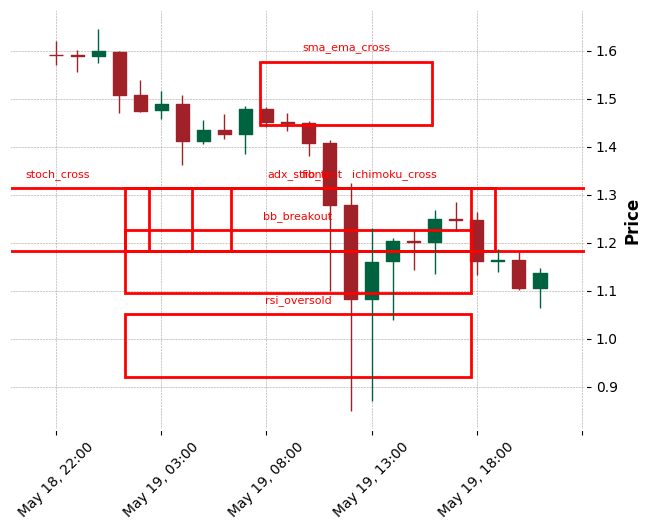 sma_ema_cross
stoch_cross
ichimoku_cross
bb_breakout
rsi_oversold
1.6
1.5
1.4
1.3
1.2
1.1
1.0
0.9
Price
May 18, 22:00
May 19, 03:00
May 19, 08:00
May 19, 13:00
May 19, 18:00